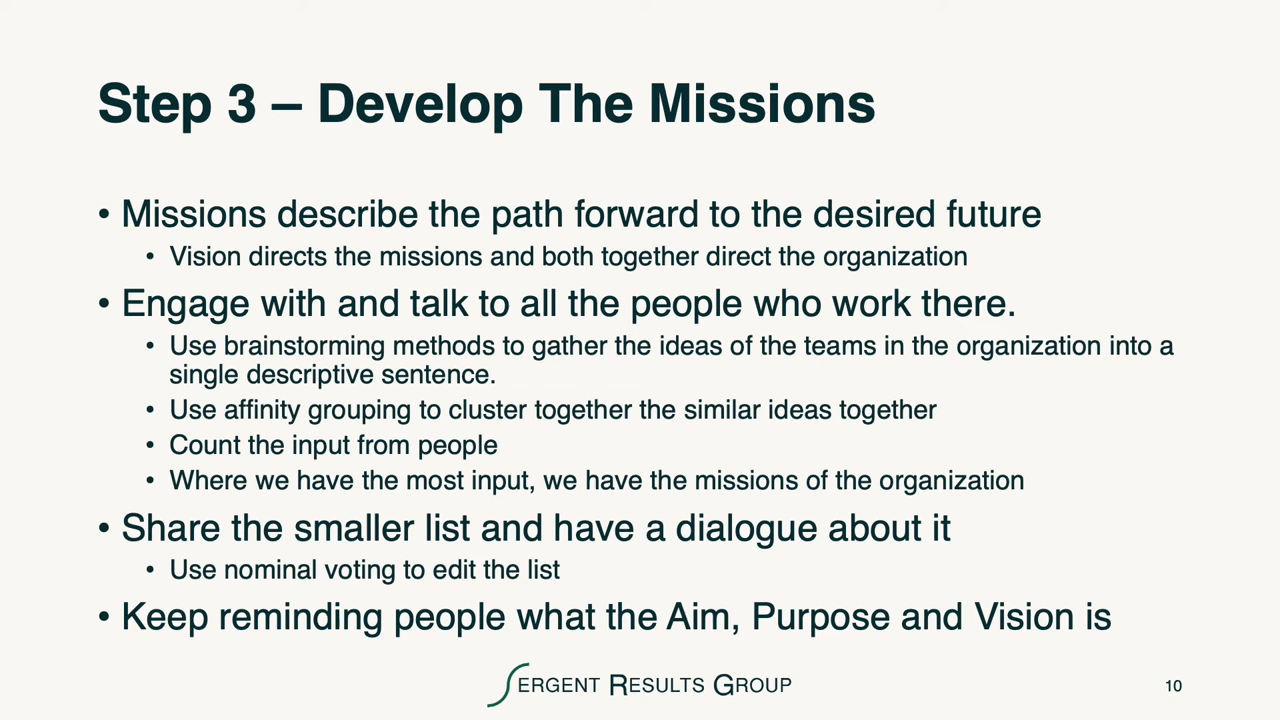 Step 3 – Develop The Missions
• Missions describe the path forward to the desired future
• Vision directs the missions and both together direct the organization
• Engage with and talk to all the people who work there.
• Use brainstorming methods to gather the ideas of the teams in the organization into a
single descriptive sentence.
• Use affinity grouping to cluster together the similar ideas together
• Count the input from people
• Where we have the most input, we have the missions of the organization
• Share the smaller list and have a dialogue about it
• Use nominal voting to edit the list
• Keep reminding people what the Aim, Purpose and Vision is
SERGENT RESULTS GROUP
10